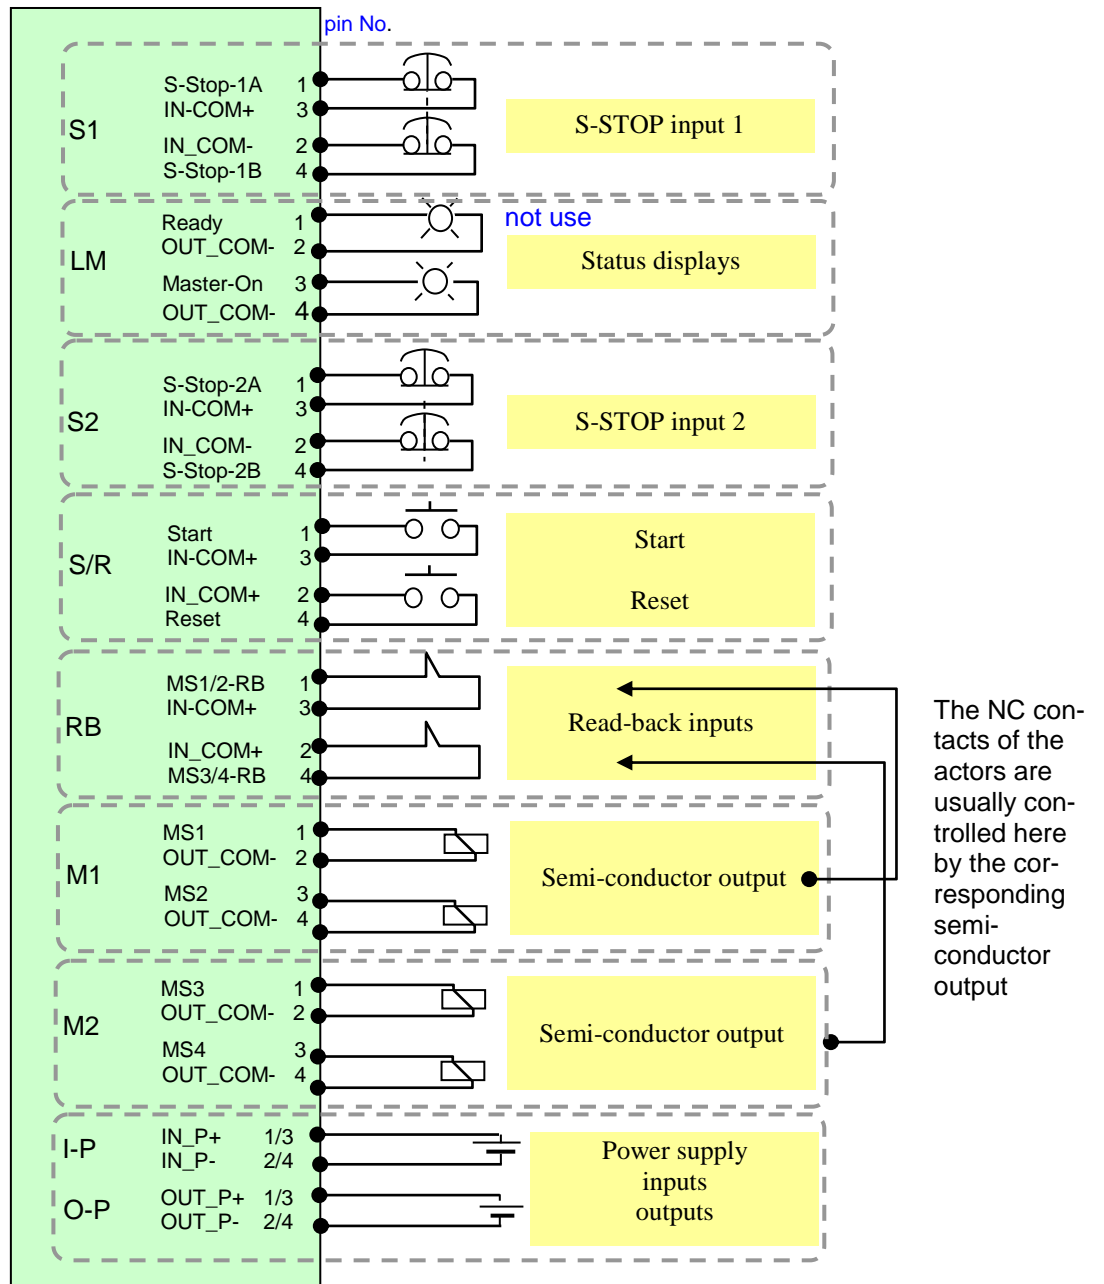 pin No.
S1
S-Stop-1A 1
IN-COM+ 3
IN_COM- 2
S-Stop-1B 4
S-STOP input 1
LM
Ready 1
OUT_COM- 2
Master-On 3
OUT_COM- 4
not use
Status displays
S2
S-Stop-2A 1
IN-COM+ 3
IN_COM- 2
S-Stop-2B 4
S-STOP input 2
S/R
Start 1
IN-COM+ 3
IN_COM+ 2
Reset 4
Start
Reset
RB
MS1/2-RB 1
IN-COM+ 3
IN_COM+ 2
MS3/4-RB 4
Read-back inputs
The NC con-
tacts of the
actors are
usually con-
trolled here
by the cor-
responding
semi-
conductor
output
M1
MS1 1
OUT_COM- 2
MS2 3
OUT_COM- 4
Semi-conductor output
M2
MS3 1
OUT_COM- 2
MS4 3
OUT_COM- 4
Semi-conductor output
I-P
IN_P+ 1/3
IN_P- 2/4
O-P
OUT_P+ 1/3
OUT_P- 2/4
Power supply
inputs
outputs